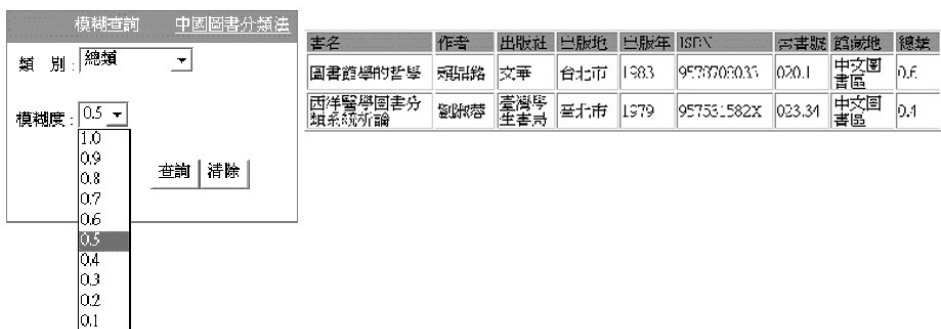 模糊查詢 中國圖書分類法
類 別: 總類
模糊度: 0.5
1.0
0.9
0.8
0.7
0.6
0.5
0.4
0.3
0.2
0.1
查詢 清除
書名 作者 出版社 出版地 出版年 ISBN 索書號 館藏地 總類
圖書館學的哲學 賴鼎銘 文華 台北市 1983 020.1 中文圖書區 0.6
西洋醫學圖書分
類系統析論 劉淑蓉 臺灣學
生書局 臺北市 1979 957531582X 023.34 中文圖
書區 0.4